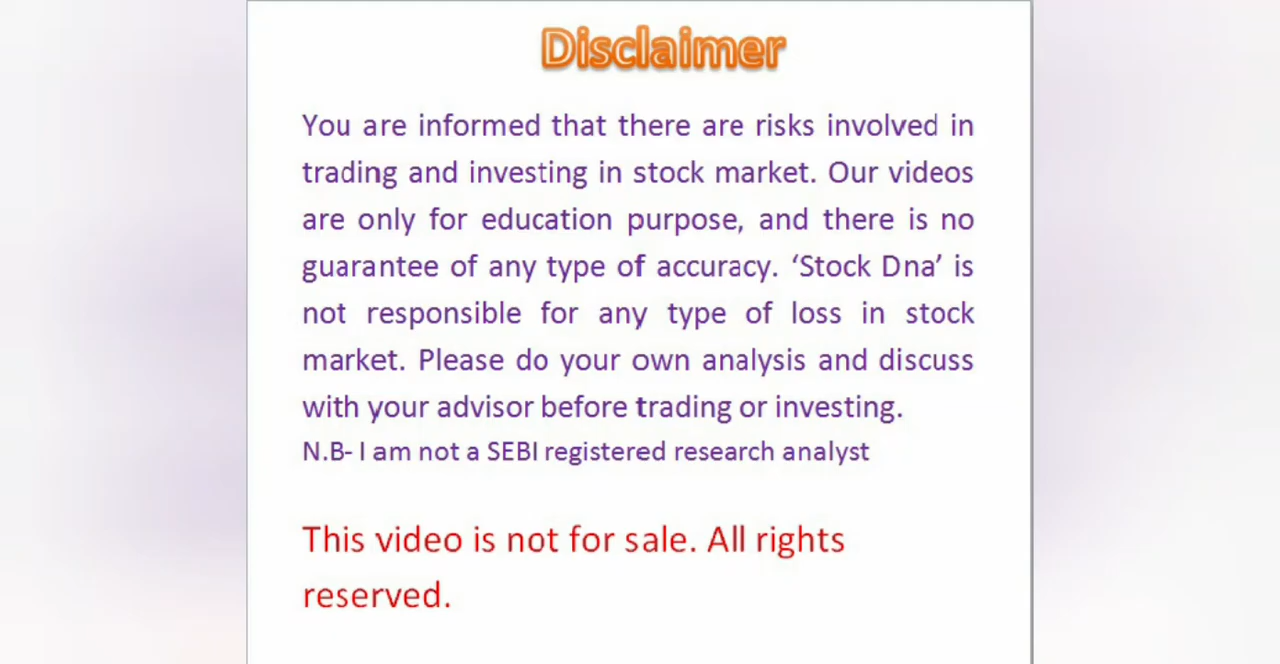 Disclaimer
You are informed that there are risks involved in
trading and investing in stock market. Our videos
are only for education purpose, and there is no
guarantee of any type of accuracy. ‘Stock Dna’ is
not responsible for any type of loss in stock
market. Please do your own analysis and discuss
with your advisor before trading or investing.
N.B- I am not a SEBI registered research analyst
This video is not for sale. All rights
reserved.